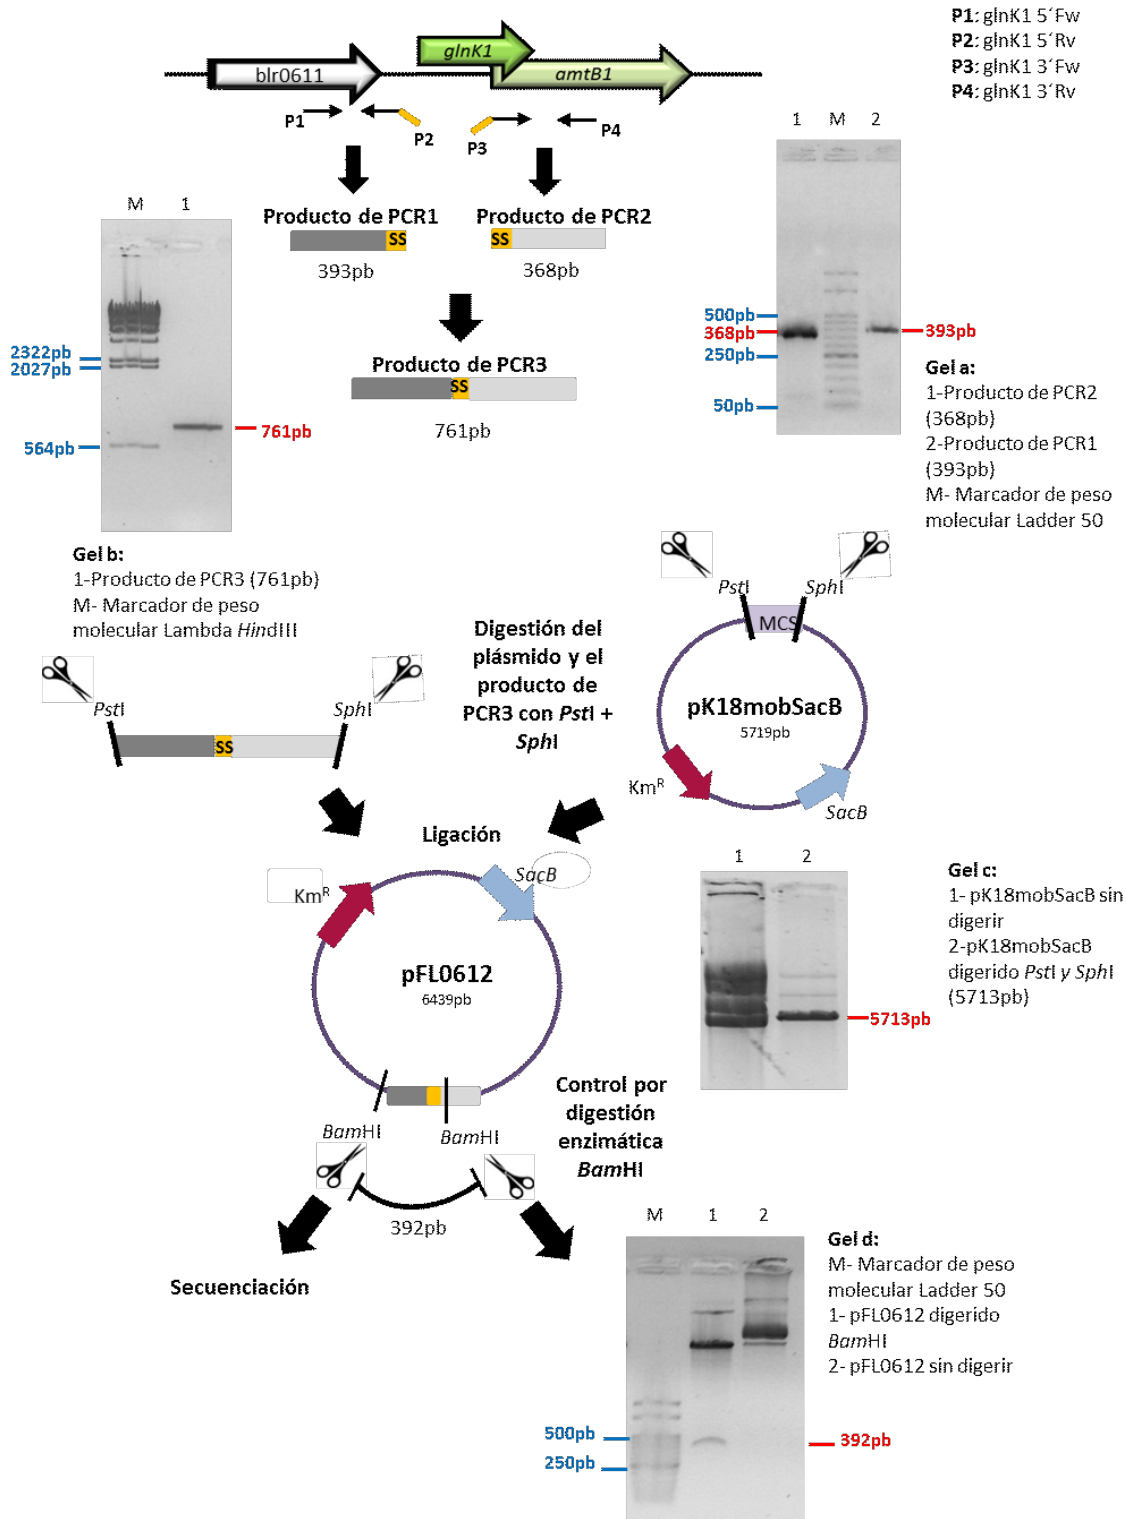 P1: glnK1 5´Fw
P2: glnK1 5´Rv
P3: glnK1 3´Fw
P4: glnK1 3´Rv
glnK1
blr0611
amtB1
P1
P2
P3
P4
1 M 2
500pb
368pb
250pb
50pb
393pb
Gel a:
1-Producto de PCR2
(368pb)
2-Producto de PCR1
(393pb)
M- Marcador de peso
molecular Ladder 50
Producto de PCR1
SS
393pb
Producto de PCR2
SS
368pb
Producto de PCR3
SS
761pb
M 1
2322pb
2027pb
564pb
761pb
Gel b:
1-Producto de PCR3 (761pb)
M- Marcador de peso
molecular Lambda HindIII
PstI
SphI
SS
Digestión del
plásmido y el
producto de
PCR3 con PstI +
SphI
PstI
SphI
MCS
pK18mobSacB
5719pb
KmR
SacB
Ligación
KmR
SacB
pFL0612
6439pb
BamHI
BamHI
392pb
Control por
digestión
enzimática
BamHI
1 2
5713pb
Gel c:
1- pK18mobSacB sin
digerir
2-pK18mobSacB
digerido PstI y SphI
(5713pb)
Secuenciación
M 1 2
500pb
250pb
392pb
Gel d:
M- Marcador de peso
molecular Ladder 50
1- pFL0612 digerido
BamHI
2- pFL0612 sin digerir